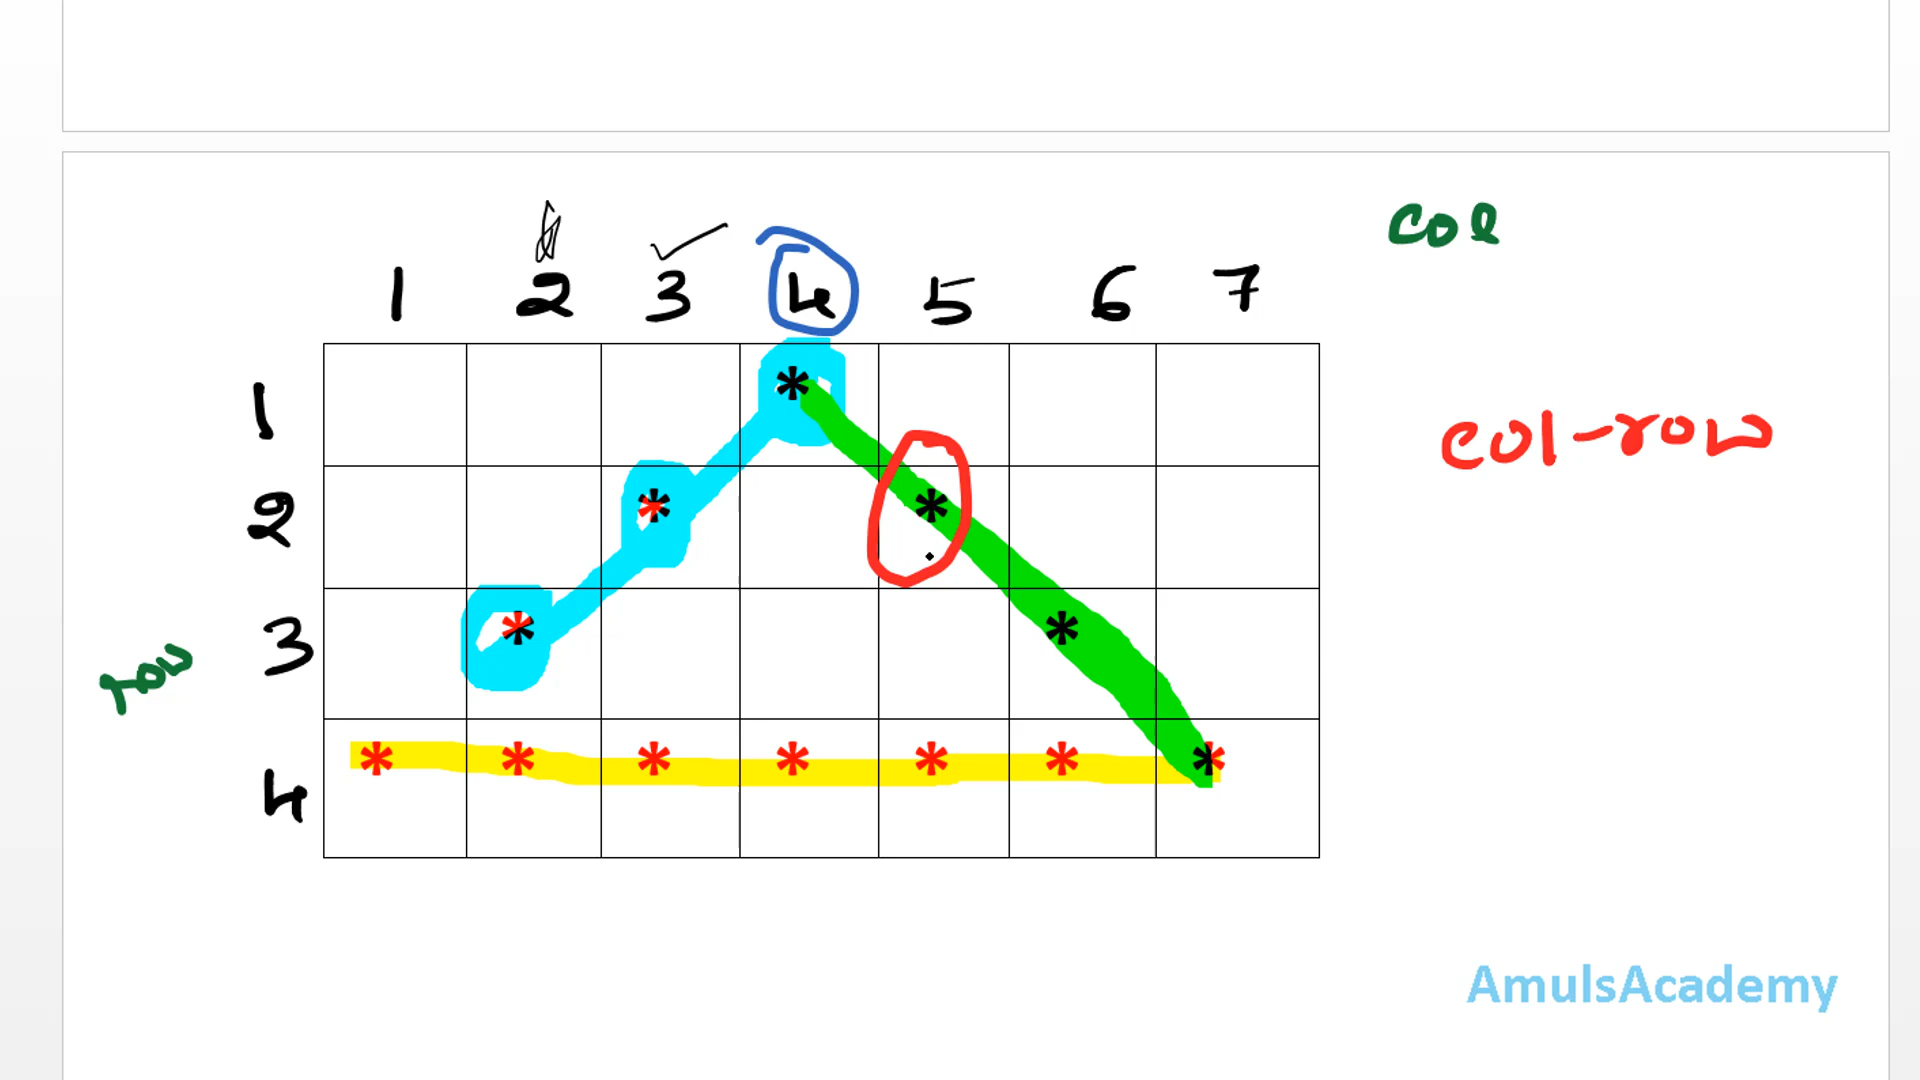 col
1 2 3 4 5 6 7
1 *
col-row
2 * *
3 * *
row
4 * * * * * * *
AmulsAcademy